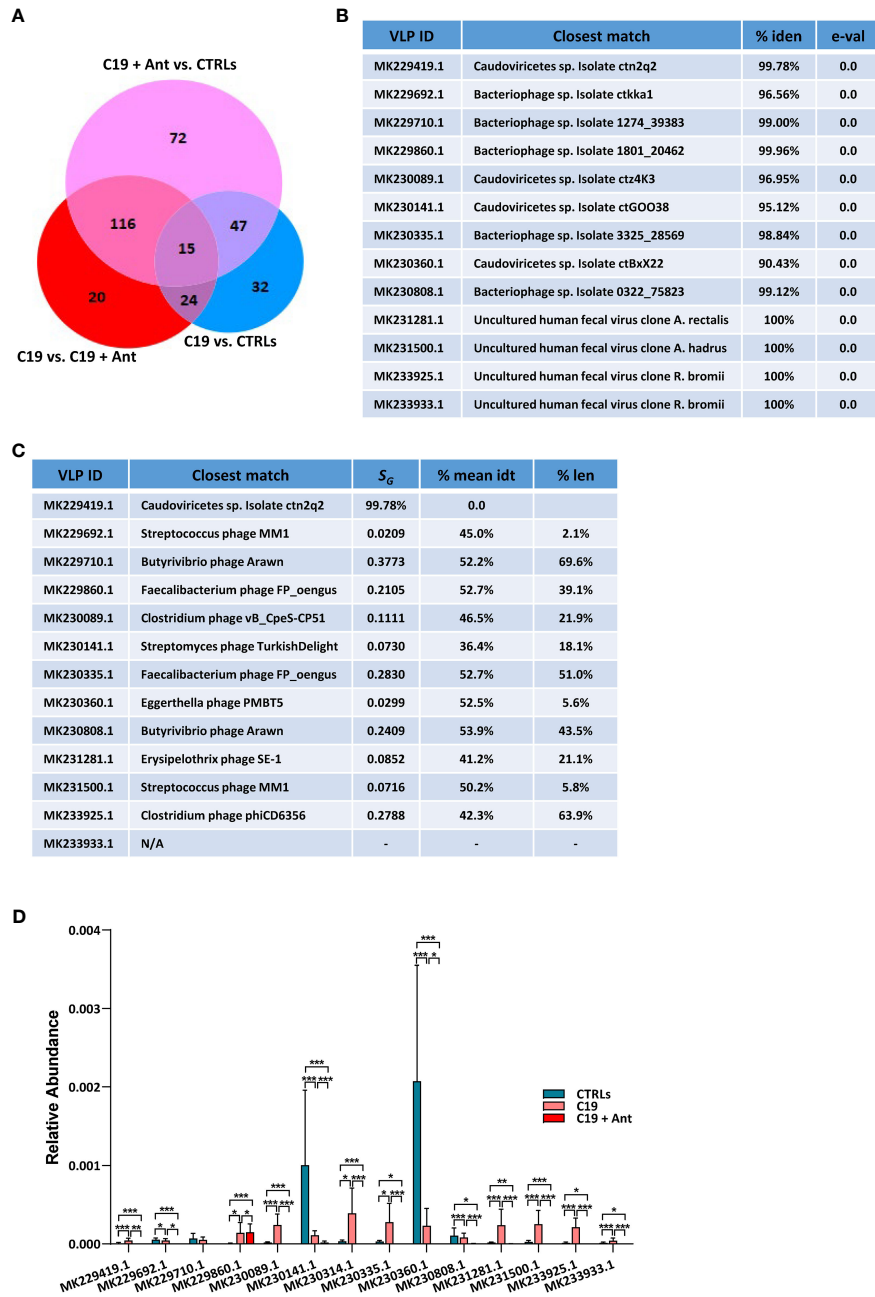 A
C19 + Ant vs. CTRLs
72
116
47
15
20
24
32
C19 vs. CTRLs
C19 vs. C19 + Ant
B
VLP ID Closest match % iden e-val
MK229419.1 Caudoviricetes sp. Isolate ctn2q2 99.78% 0.0
MK229692.1 Bacteriophage sp. Isolate ctkka1 96.56% 0.0
MK229710.1 Bacteriophage sp. Isolate 1274_39383 99.00% 0.0
MK229860.1 Bacteriophage sp. Isolate 1801_20462 99.96% 0.0
MK230089.1 Caudoviricetes sp. Isolate ctz4K3 96.95% 0.0
MK230141.1 Caudoviricetes sp. Isolate ctGOO38 95.12% 0.0
MK230335.1 Bacteriophage sp. Isolate 3325_28569 98.84% 0.0
MK230360.1 Caudoviricetes sp. Isolate ctBxX22 90.43% 0.0
MK230808.1 Bacteriophage sp. Isolate 0322_75823 99.12% 0.0
MK231281.1 Uncultured human fecal virus clone A. rectalis 100% 0.0
MK231500.1 Uncultured human fecal virus clone A. hadrus 100% 0.0
MK233925.1 Uncultured human fecal virus clone R. bromii 100% 0.0
MK233933.1 Uncultured human fecal virus clone R. bromii 100% 0.0
C
VLP ID Closest match SG % mean idt % len
MK229419.1 Caudoviricetes sp. Isolate ctn2q2 99.78% 0.0
MK229692.1 Streptococcus phage MM1 0.0209 45.0% 2.1%
MK229710.1 Butyrivibrio phage Arawn 0.3773 52.2% 69.6%
MK229860.1 Faecalibacterium phage FP_oengus 0.2105 52.7% 39.1%
MK230089.1 Clostridium phage vB_CpeS-CP51 0.1111 46.5% 21.9%
MK230141.1 Streptomyces phage TurkishDelight 0.0730 36.4% 18.1%
MK230335.1 Faecalibacterium phage FP_oengus 0.2830 52.7% 51.0%
MK230360.1 Eggerthella phage PMBT5 0.0299 52.5% 5.6%
MK230808.1 Butyrivibrio phage Arawn 0.2409 53.9% 43.5%
MK231281.1 Erysipelothrix phage SE-1 0.0852 41.2% 21.1%
MK231500.1 Streptococcus phage MM1 0.0716 50.2% 5.8%
MK233925.1 Clostridium phage phiCD6356 0.2788 42.3% 63.9%
MK233933.1 N/A - - -
D
Relative Abundance
0.004
0.003
0.002
0.001
0.000
*** *** **
*** * *
*** * *
*** *** ***
*** *** ***
*** * ***
* * ***
*** *** *
* *** ***
** *** ***
*** *** ***
* *** ***
* *** ***
CTRLs
C19
C19 + Ant
MK229419.1
MK229692.1
MK229710.1
MK229860.1
MK230089.1
MK230141.1
MK230314.1
MK230335.1
MK230360.1
MK230808.1
MK231281.1
MK231500.1
MK233925.1
MK233933.1